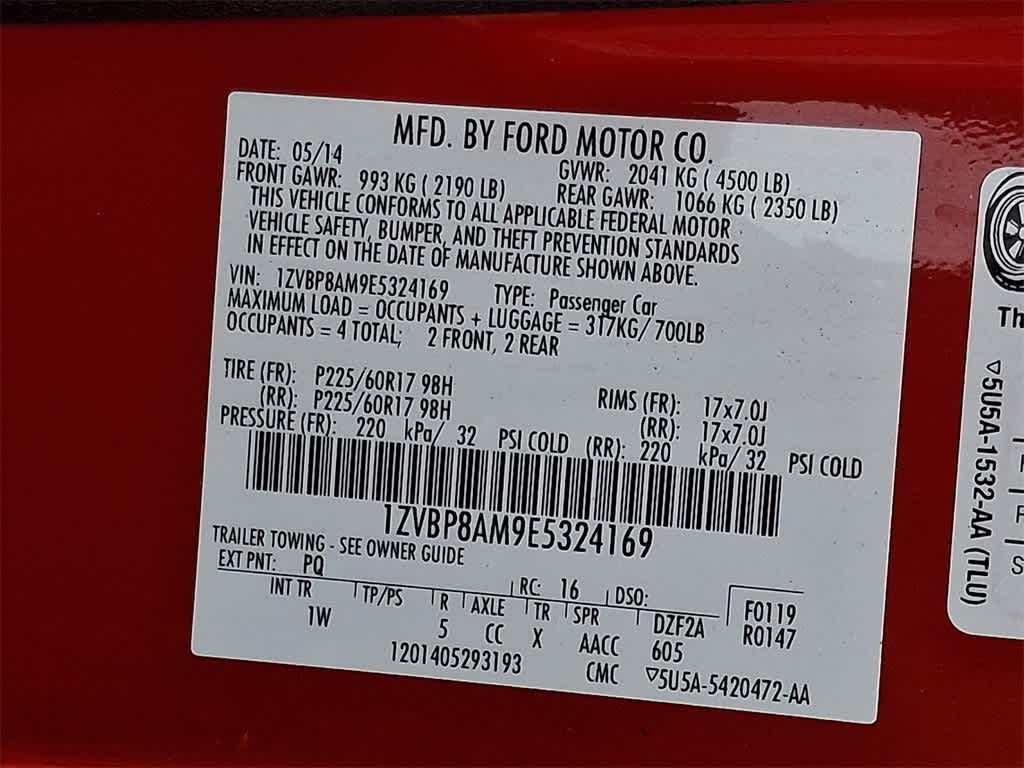 MFD. BY FORD MOTOR CO.
DATE: 05/14 GVWR: 2041 KG ( 4500 LB)
FRONT GAWR: 993 KG ( 2190 LB) REAR GAWR: 1066 KG ( 2350 LB)
THIS VEHICLE CONFORMS TO ALL APPLICABLE FEDERAL MOTOR
VEHICLE SAFETY, BUMPER, AND THEFT PREVENTION STANDARDS
IN EFFECT ON THE DATE OF MANUFACTURE SHOWN ABOVE.
VIN: 1ZVBP8AM9E5324169 TYPE: Passenger Car
MAXIMUM LOAD = OCCUPANTS + LUGGAGE = 317KG/ 700LB
OCCUPANTS = 4 TOTAL; 2 FRONT, 2 REAR
TIRE (FR): P225/60R17 98H RIMS (FR): 17x7.0J
(RR): P225/60R17 98H (RR): 17x7.0J
PRESSURE (FR): 220 kPa/ 32 PSI COLD (RR): 220 kPa/ 32 PSI COLD
1ZVBP8AM9E5324169
TRAILER TOWING - SEE OWNER GUIDE
EXT PNT: PQ RC: 16 DSO: F0119
INT TR TP/PS R AXLE TR SPR DZF2A R0147
1W 5 CC X AACC 605
1201405293193 CMC ▽5U5A-5420472-AA
Th
▽5U5A-1532-AA (TLU)
F
S